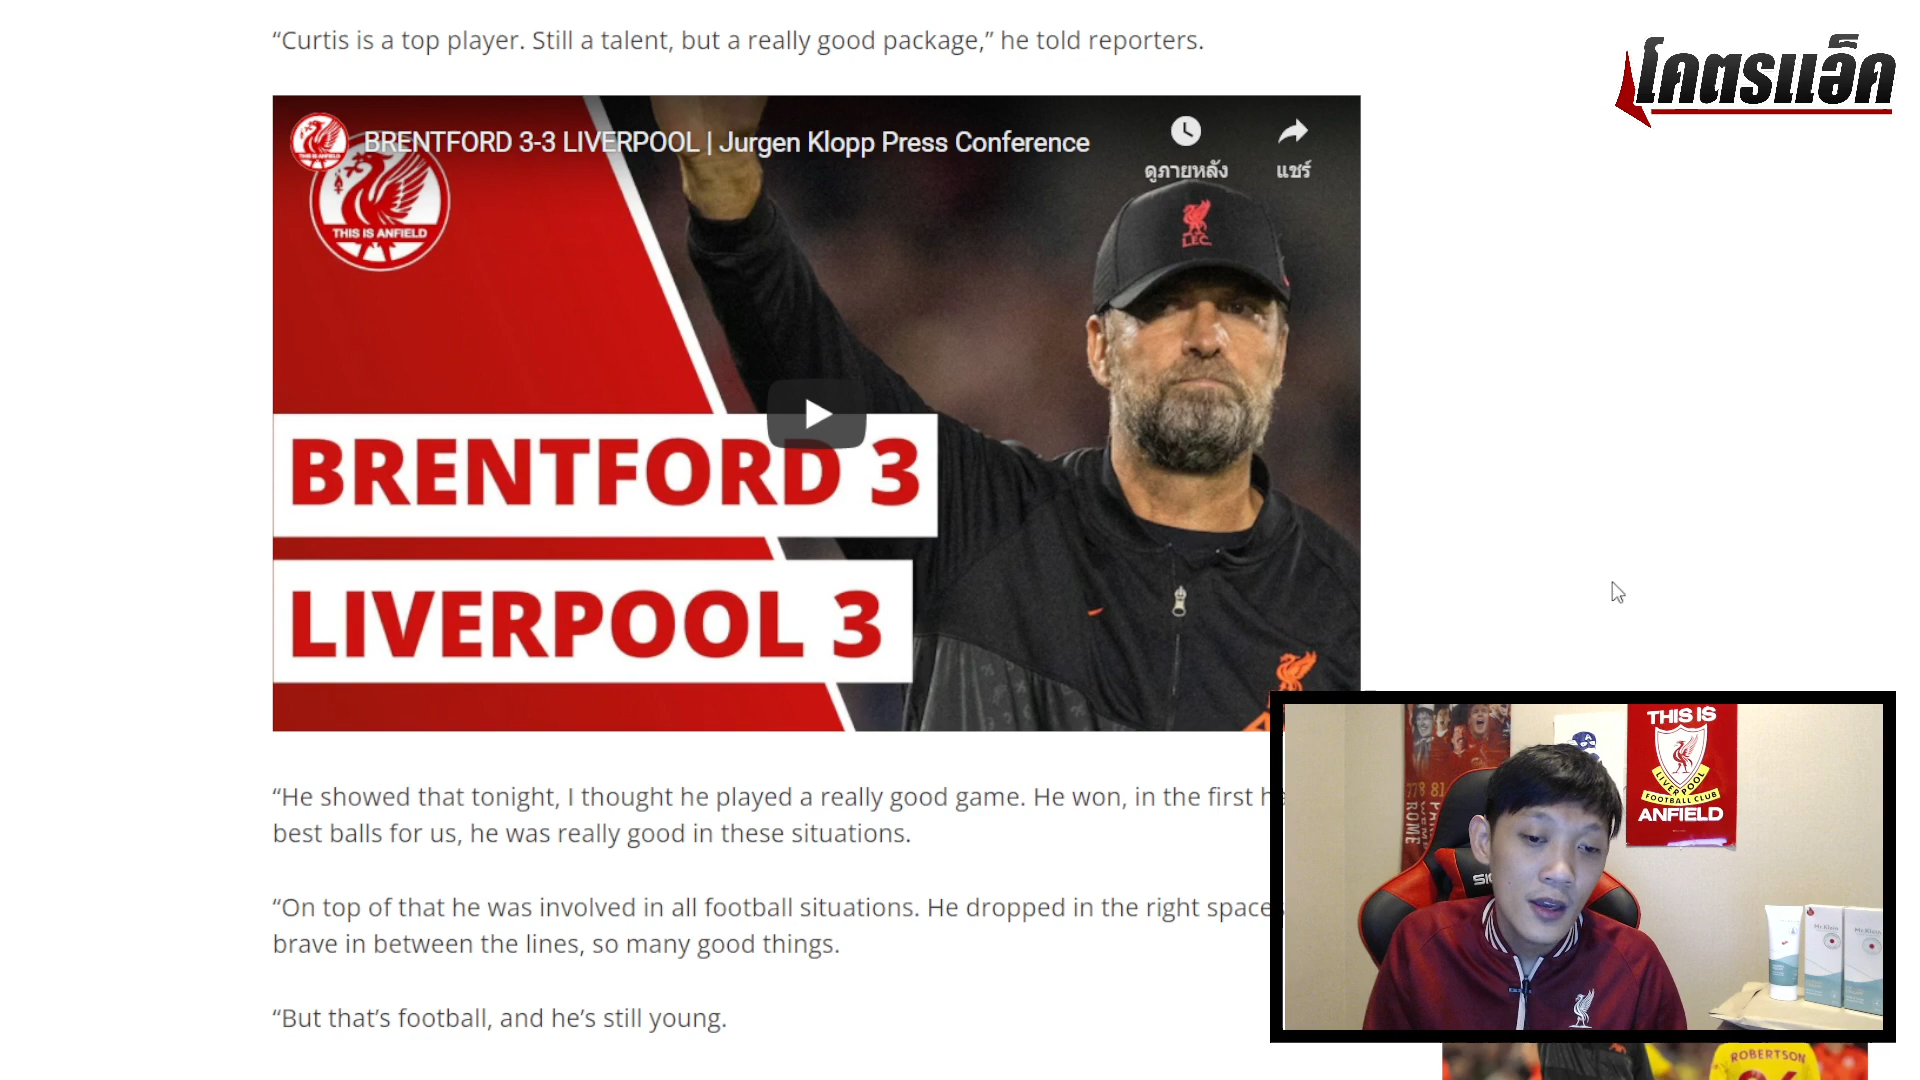 “Curtis is a top player. Still a talent, but a really good package,” he told reporters.
โคตรแอ็ค
BRENTFORD 3-3 LIVERPOOL | Jurgen Klopp Press Conference
ดูภายหลัง
แชร์
THIS IS ANFIELD
L.F.C.
BRENTFORD 3
LIVERPOOL 3
“He showed that tonight, I thought he played a really good game. He won, in the first
best balls for us, he was really good in these situations.
“On top of that he was involved in all football situations. He dropped in the right space
brave in between the lines, so many good things.
“But that’s football, and he’s still young.
THIS IS
LIVERPOOL
FOOTBALL CLUB
ANFIELD
ROME
ROBERTSON